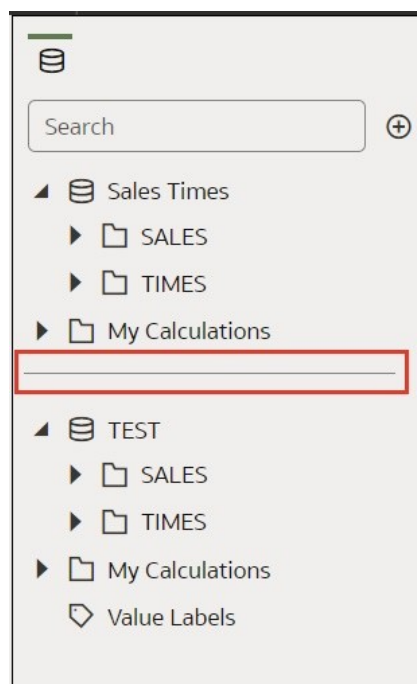 Search
Sales Times
SALES
TIMES
My Calculations
TEST
SALES
TIMES
My Calculations
Value Labels